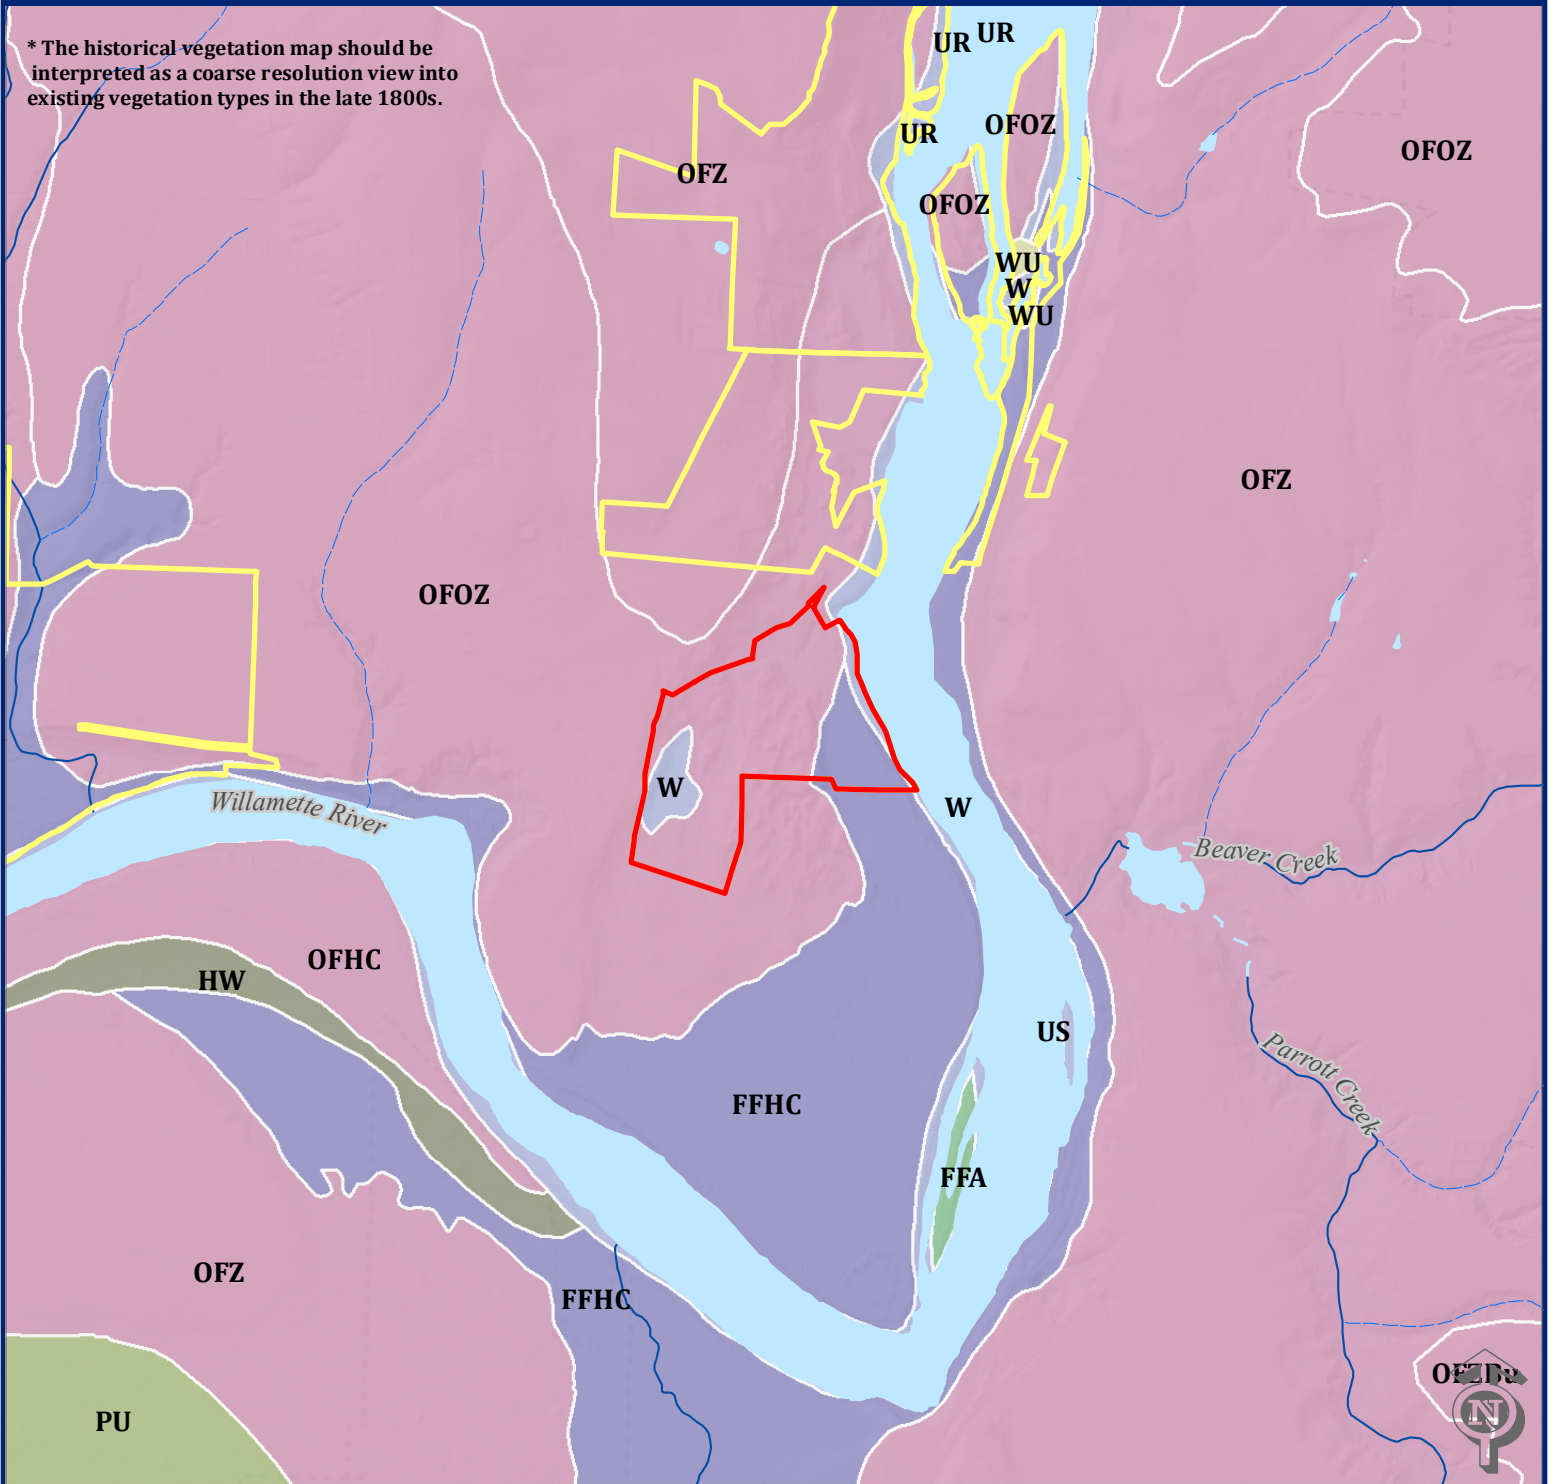 * The historical vegetation map should be
interpreted as a coarse resolution view into
existing vegetation types in the late 1800s.
UR
UR
UR
OFOZ
OFOZ
OFZ
OFOZ
WU
W
WU
OFZ
OFOZ
W
W
Willamette River
Beaver Creek
OFHC
HW
US
Parrott Creek
FFHC
FFA
OFZ
FFHC
OFZBu
PU
N